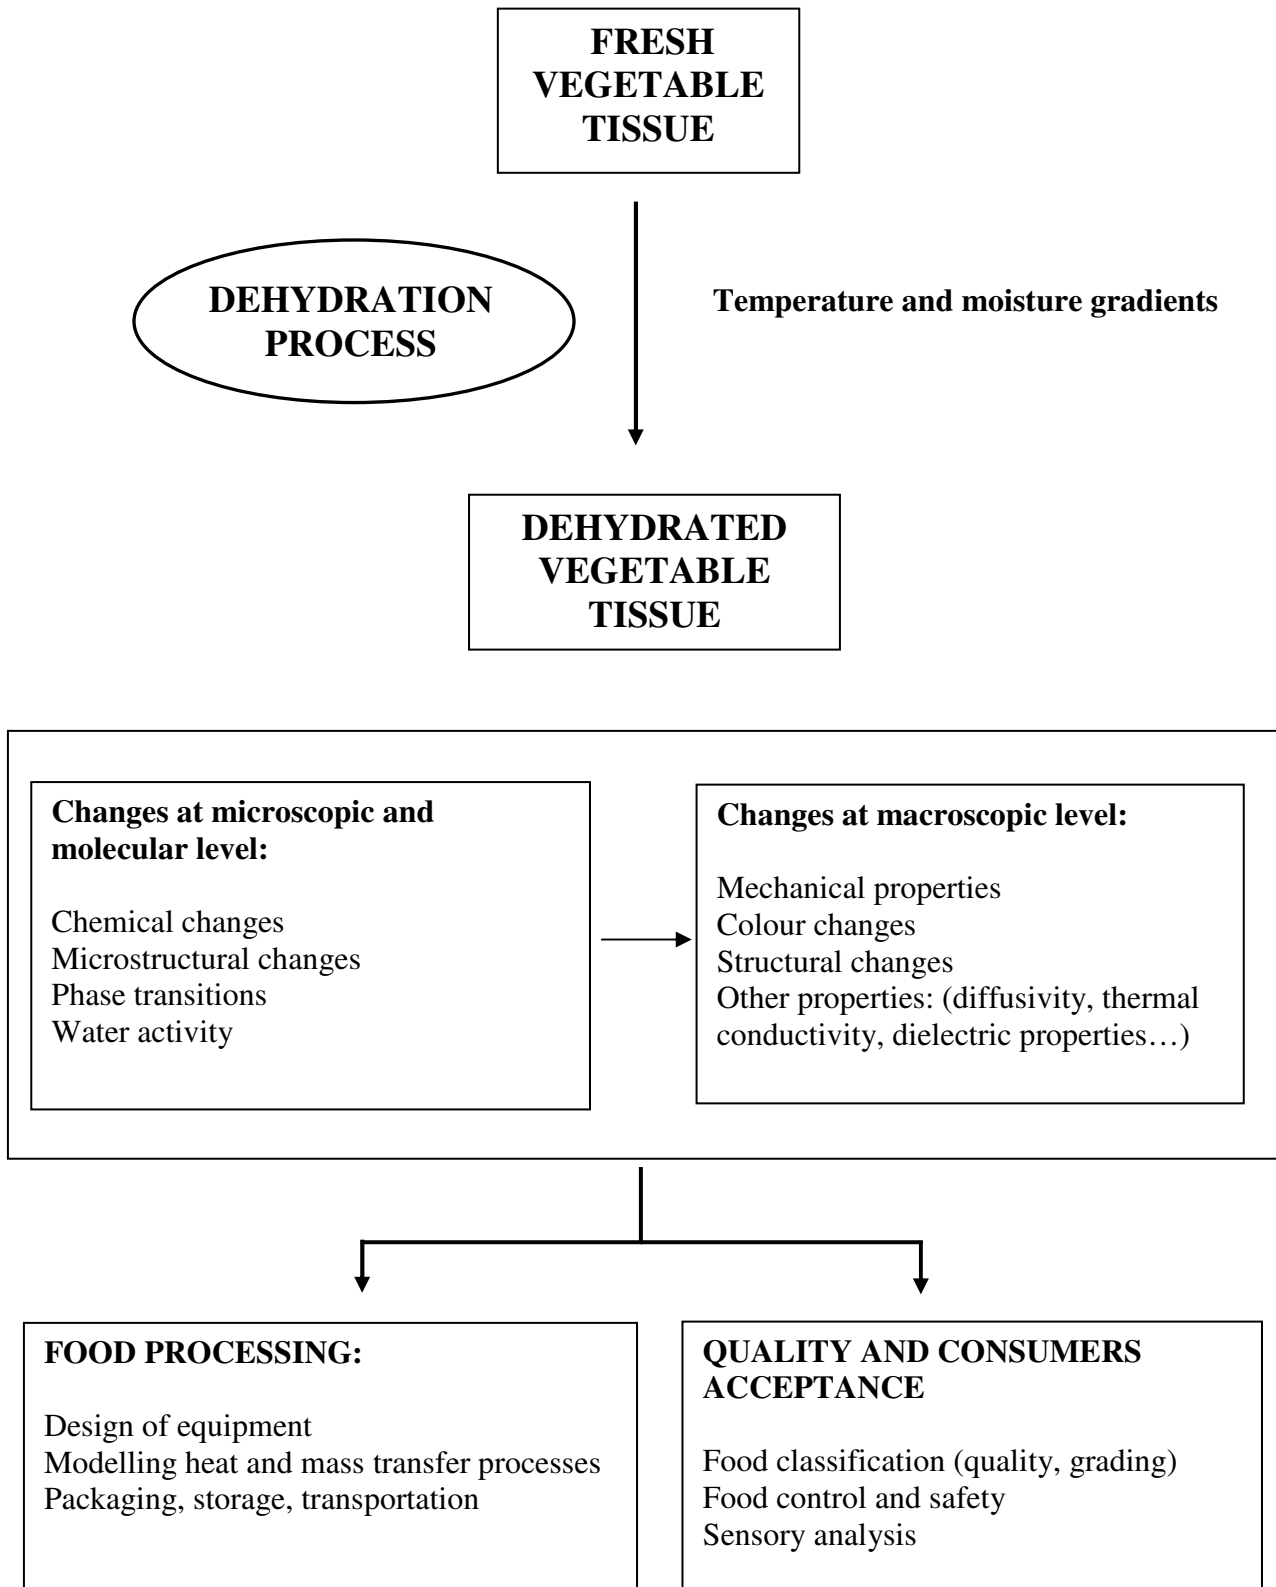 FRESH
VEGETABLE
TISSUE
DEHYDRATION
PROCESS
Temperature and moisture gradients
DEHYDRATED
VEGETABLE
TISSUE
Changes at microscopic and
molecular level:
Chemical changes
Microstructural changes
Phase transitions
Water activity
Changes at macroscopic level:
Mechanical properties
Colour changes
Structural changes
Other properties: (diffusivity, thermal
conductivity, dielectric properties…)
FOOD PROCESSING:
Design of equipment
Modelling heat and mass transfer processes
Packaging, storage, transportation
QUALITY AND CONSUMERS
ACCEPTANCE
Food classification (quality, grading)
Food control and safety
Sensory analysis